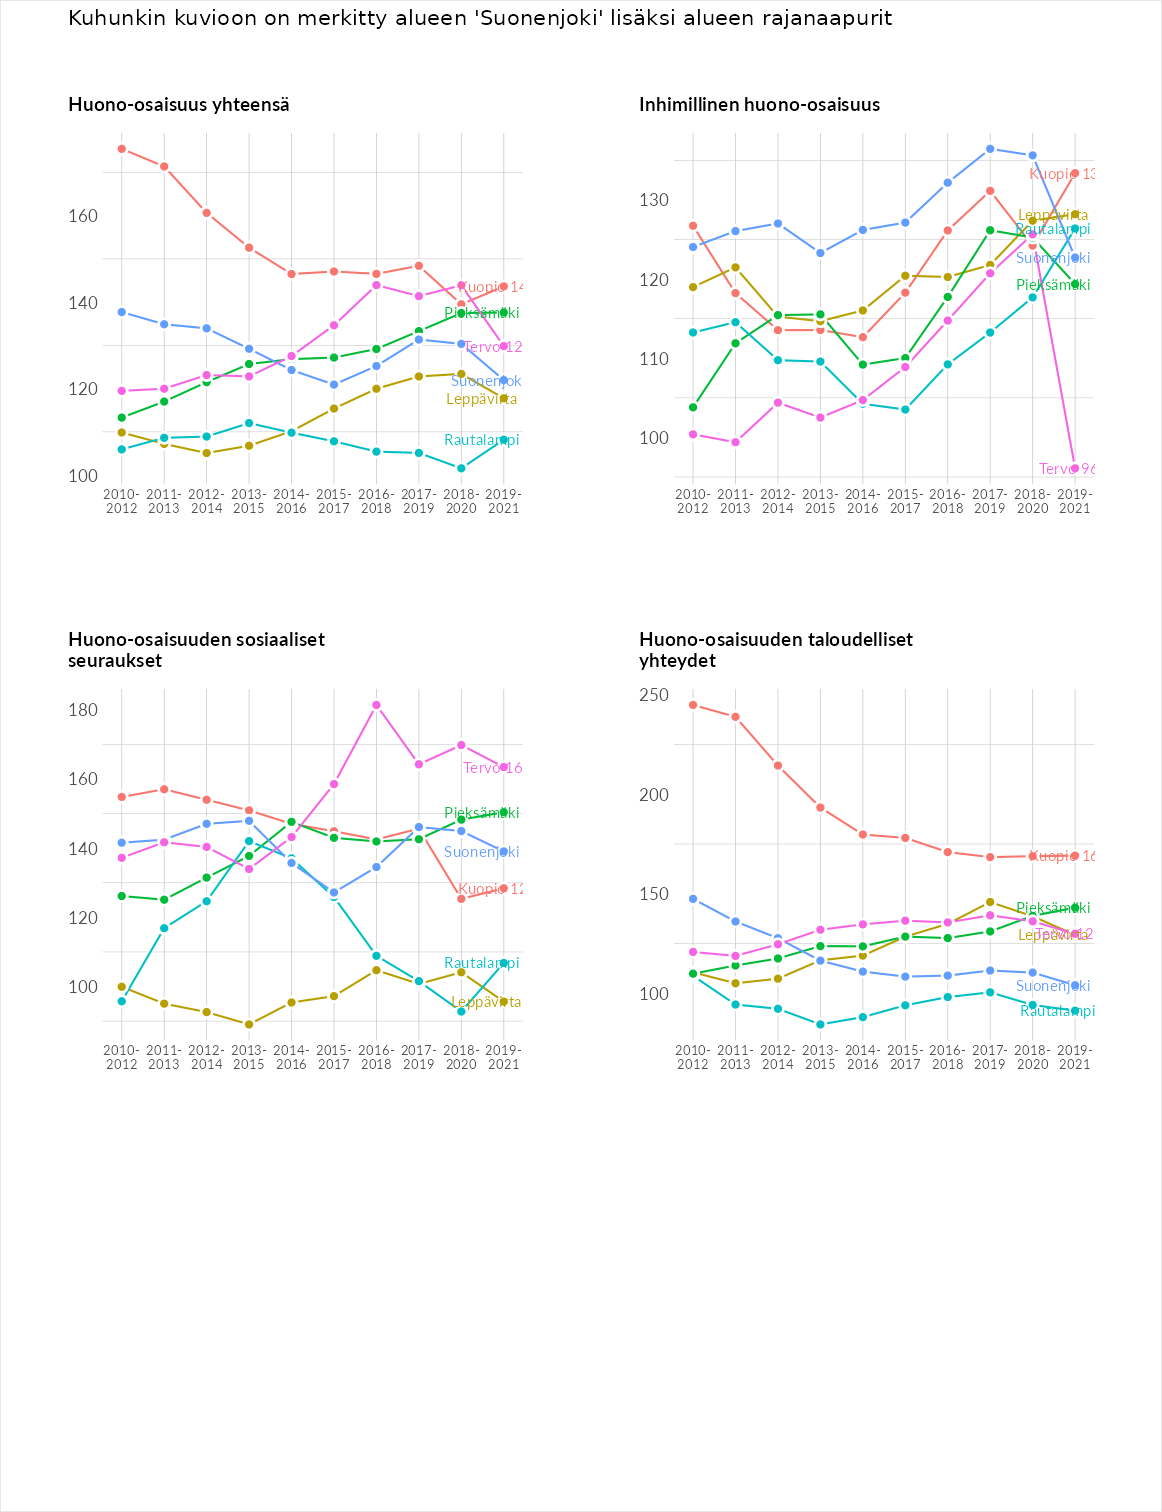 Kuhunkin kuvioon on merkitty alueen 'Suonenjoki' lisäksi alueen rajanaapurit
Huono-osaisuus yhteensä
160
140
120
100
Kuopio 14
Pieksämäki
Tervo 12
Suonenjok
Leppävirta
Rautalampi
2010- 2011- 2012- 2013- 2014- 2015- 2016- 2017- 2018- 2019-
2012 2013 2014 2015 2016 2017 2018 2019 2020 2021
Inhimillinen huono-osaisuus
130
120
110
100
Kuopio 13
Leppävirta
Rautalampi
Suonenjoki
Pieksämäki
Tervo 96
2010- 2011- 2012- 2013- 2014- 2015- 2016- 2017- 2018- 2019-
2012 2013 2014 2015 2016 2017 2018 2019 2020 2021
Huono-osaisuuden sosiaaliset
seuraukset
180
160
140
120
100
Tervo 16
Pieksämäki
Suonenjoki
Kuopio 12
Rautalampi
Leppävirta
2010- 2011- 2012- 2013- 2014- 2015- 2016- 2017- 2018- 2019-
2012 2013 2014 2015 2016 2017 2018 2019 2020 2021
Huono-osaisuuden taloudelliset
yhteydet
250
200
150
100
Kuopio 16
Pieksämäki
Tervo 12
Leppävirta
Suonenjoki
Rautalampi
2010- 2011- 2012- 2013- 2014- 2015- 2016- 2017- 2018- 2019-
2012 2013 2014 2015 2016 2017 2018 2019 2020 2021